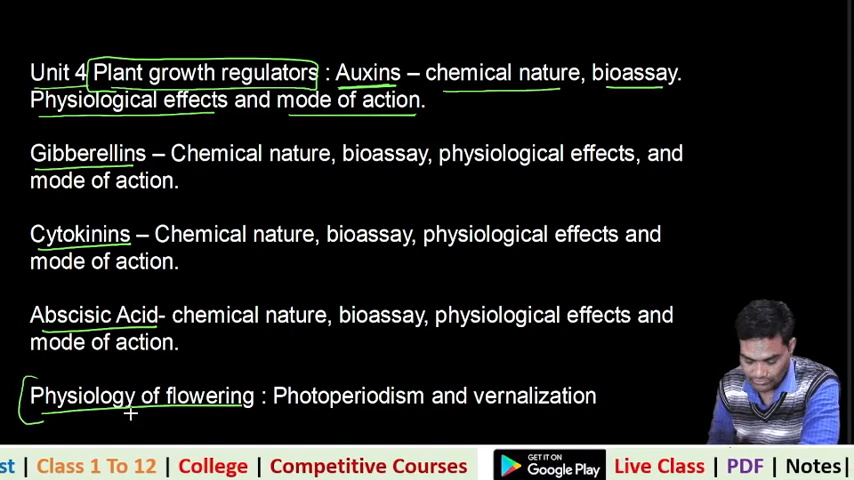 Unit 4 Plant growth regulators : Auxins – chemical nature, bioassay.
Physiological effects and mode of action.
Gibberellins – Chemical nature, bioassay, physiological effects, and
mode of action.
Cytokinins – Chemical nature, bioassay, physiological effects and
mode of action.
Abscisic Acid- chemical nature, bioassay, physiological effects and
mode of action.
Physiology of flowering : Photoperiodism and vernalization
st | Class 1 To 12 | College | Competitive Courses GET IT ON Google Play Live Class | PDF | Notes|